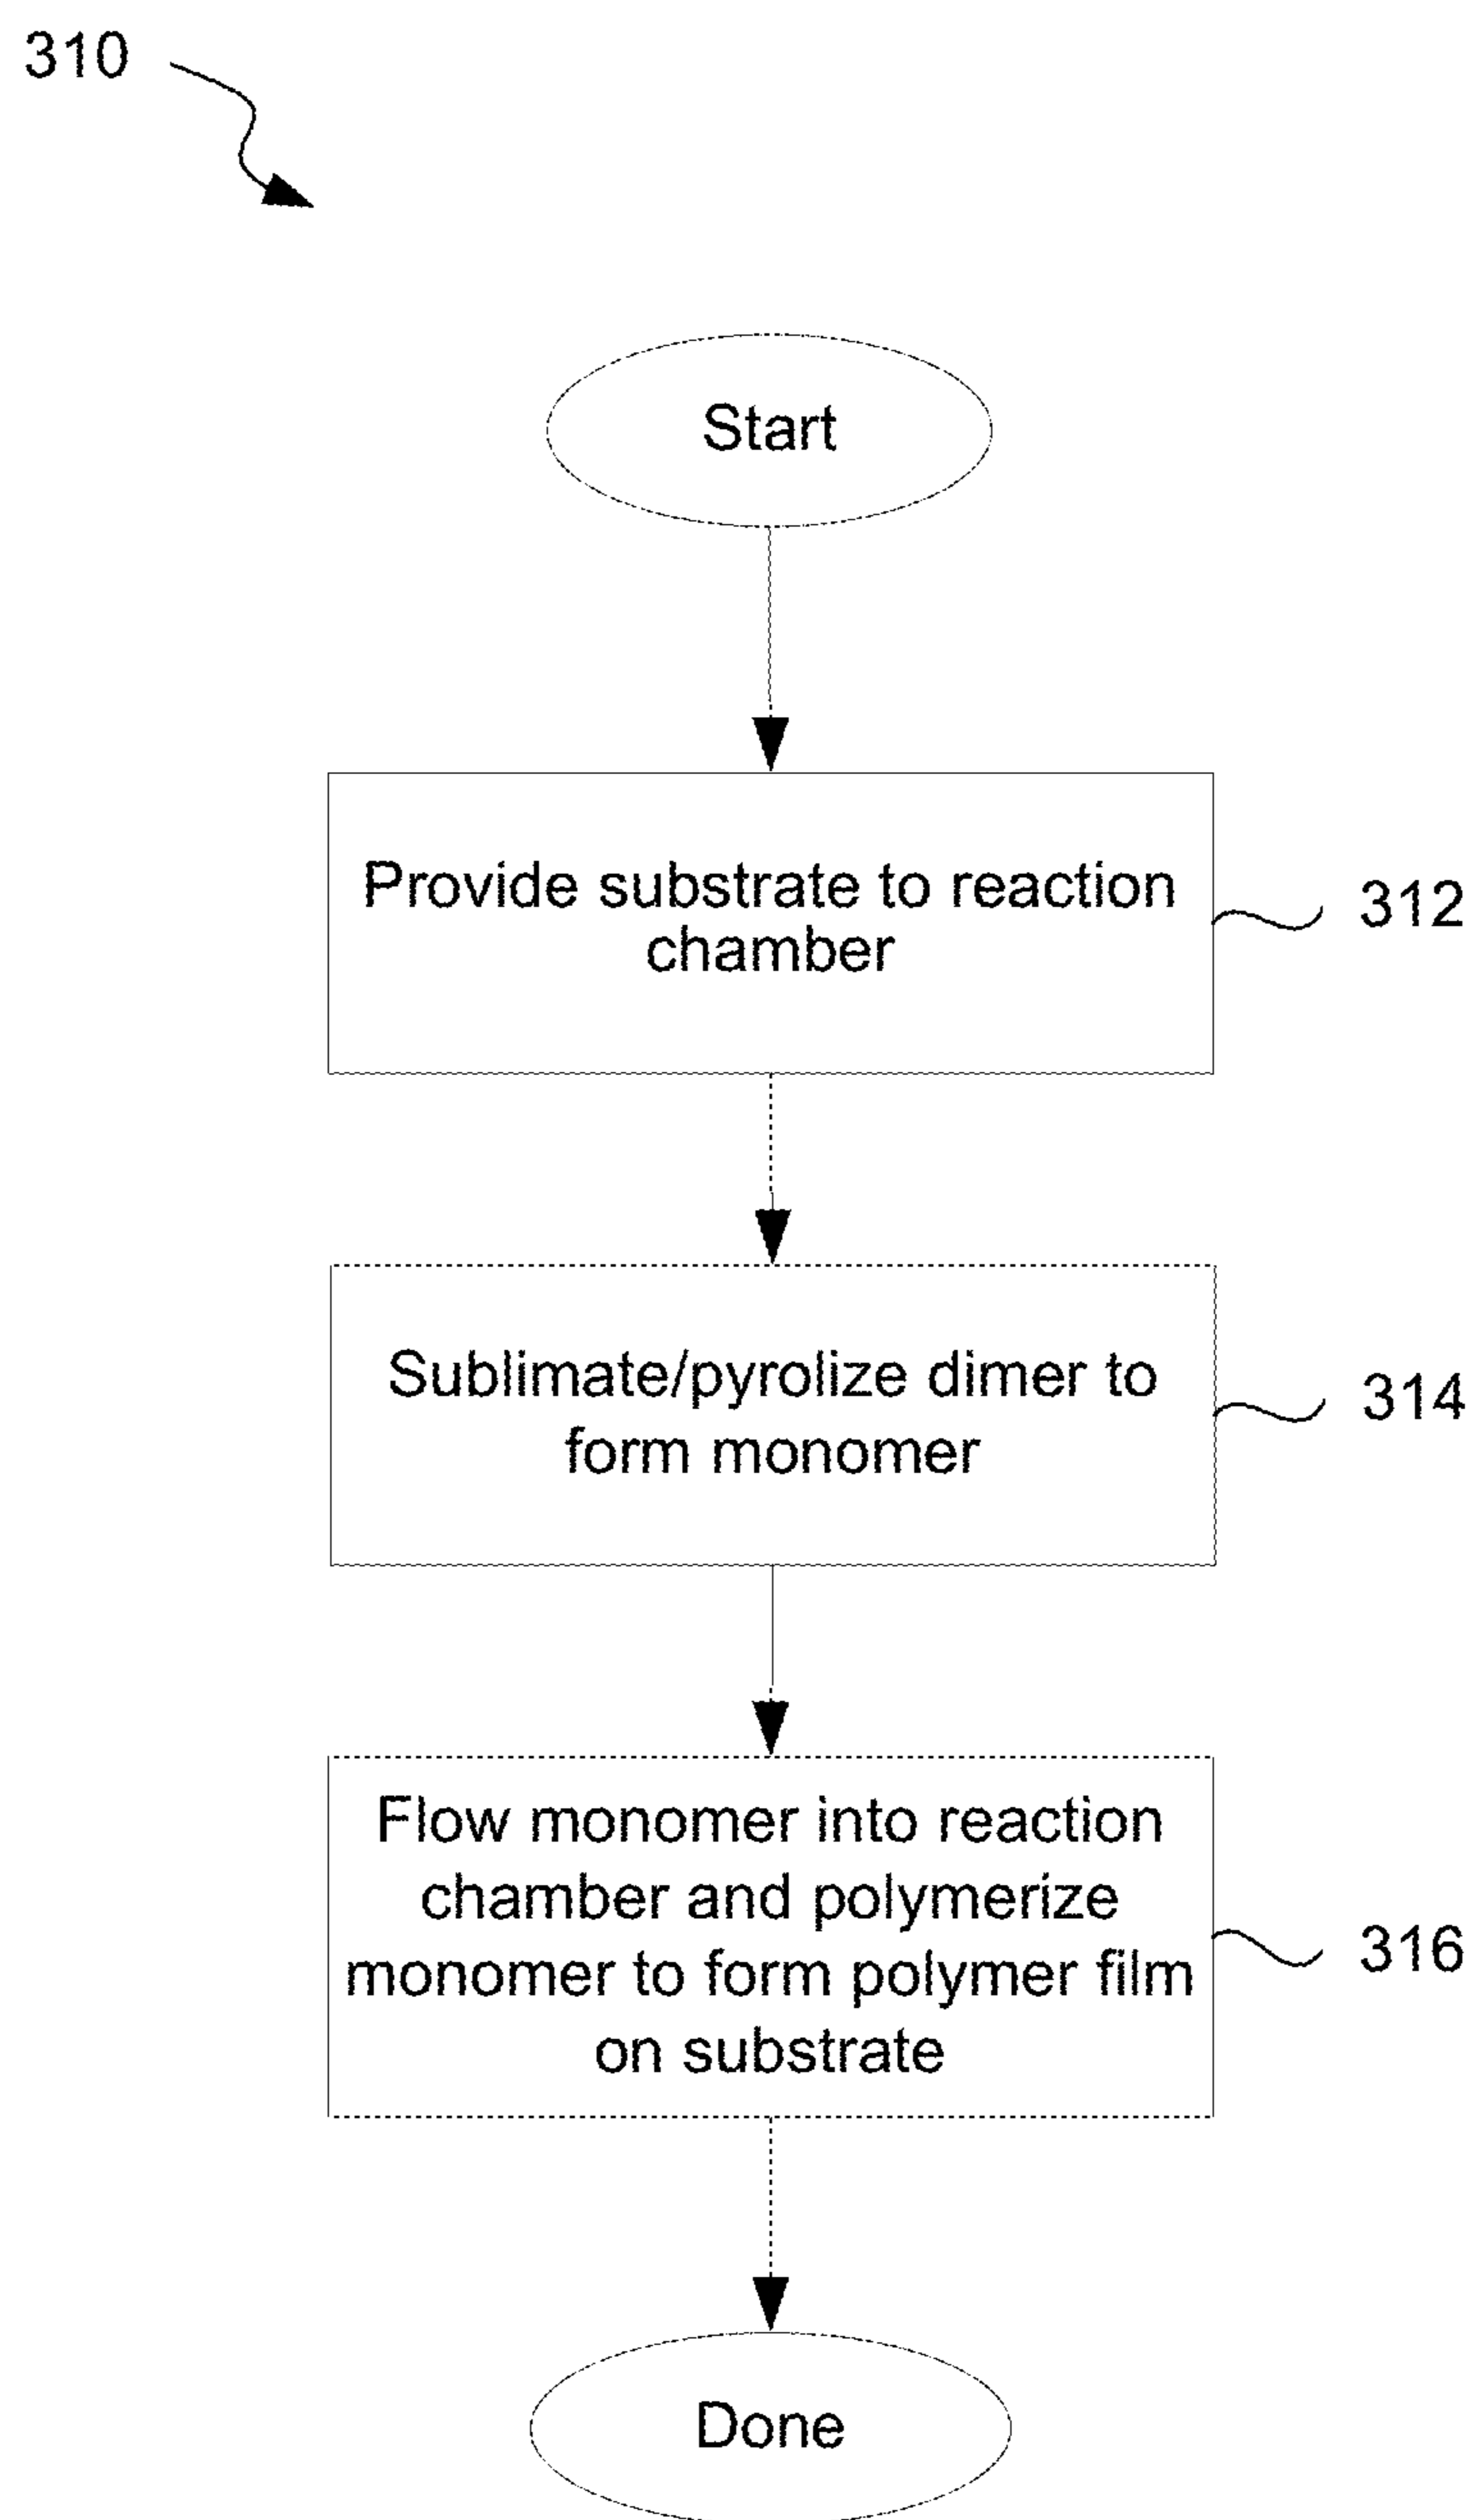 310
Start
Provide substrate to reaction
chamber
312
Sublimate/pyrolize dimer to
form monomer
314
Flow monomer into reaction
chamber and polymerize
monomer to form polymer film
on substrate
316
Done